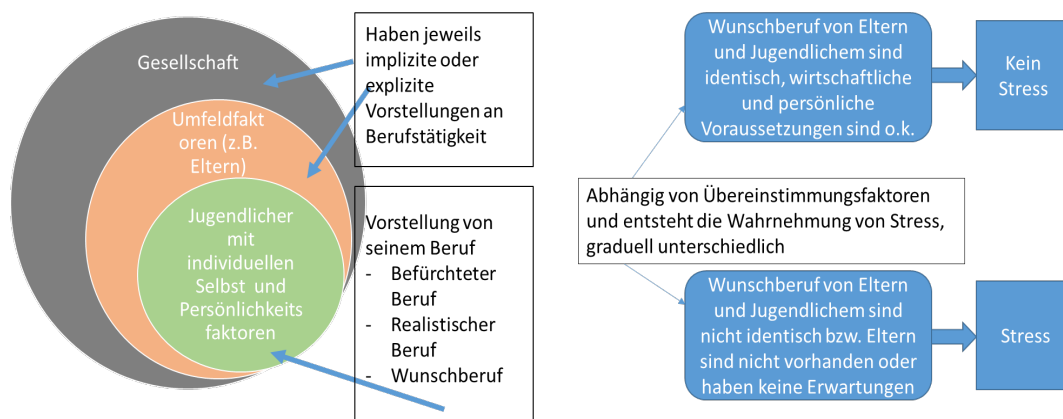 Gesellschaft
Umfeldfakt
oren (z.B.
Eltern)
Jugendlicher
mit
individuellen
Selbst und
Persönlichkeits
faktoren
Haben jeweils
implizite oder
explizite
Vorstellungen an
Berufstätigkeit
Vorstellung von
seinem Beruf
- Befürchteter
Beruf
- Realistischer
Beruf
- Wunschberuf
Wunschberuf von Eltern
und Jugendlichem sind
identisch, wirtschaftliche
und persönliche
Voraussetzungen sind o.k.
Kein
Stress
Abhängig von Übereinstimmungsfaktoren
und entsteht die Wahrnehmung von Stress,
graduell unterschiedlich
Wunschberuf von Eltern
und Jugendlichem sind
nicht identisch bzw. Eltern
sind nicht vorhanden oder
haben keine Erwartungen
Stress